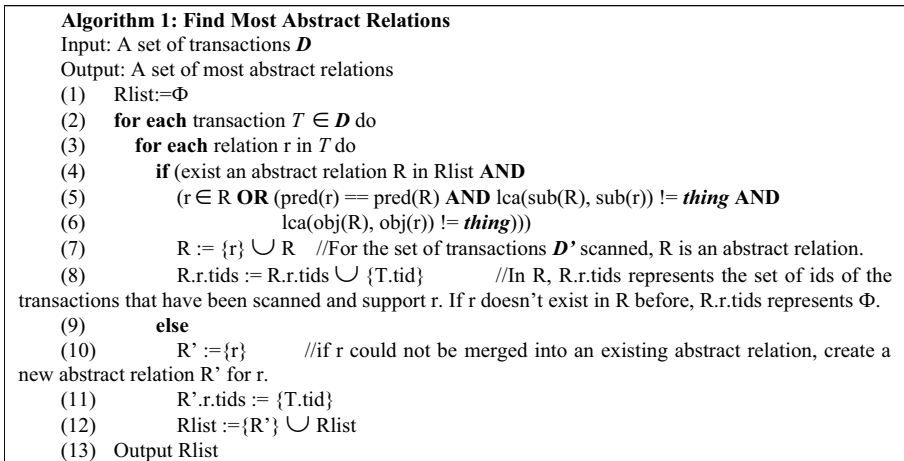 Algorithm 1: Find Most Abstract Relations
Input: A set of transactions D
Output: A set of most abstract relations
(1) Rlist:=Φ
(2) for each transaction T ∈ D do
(3) for each relation r in T do
(4) if (exist an abstract relation R in Rlist AND
(5) (r ∈ R OR (pred(r) == pred(R) AND lca(sub(R), sub(r)) != thing AND
(6) lca(obj(R), obj(r)) != thing)))
(7) R := {r} ∪ R //For the set of transactions D’ scanned, R is an abstract relation.
(8) R.r.tids := R.r.tids ∪ {T.tid} //In R, R.r.tids represents the set of ids of the
transactions that have been scanned and support r. If r doesn’t exist in R before, R.r.tids represents Φ.
(9) else
(10) R’ :={r} //if r could not be merged into an existing abstract relation, create a
new abstract relation R’ for r.
(11) R’.r.tids := {T.tid}
(12) Rlist :={R’} ∪ Rlist
(13) Output Rlist